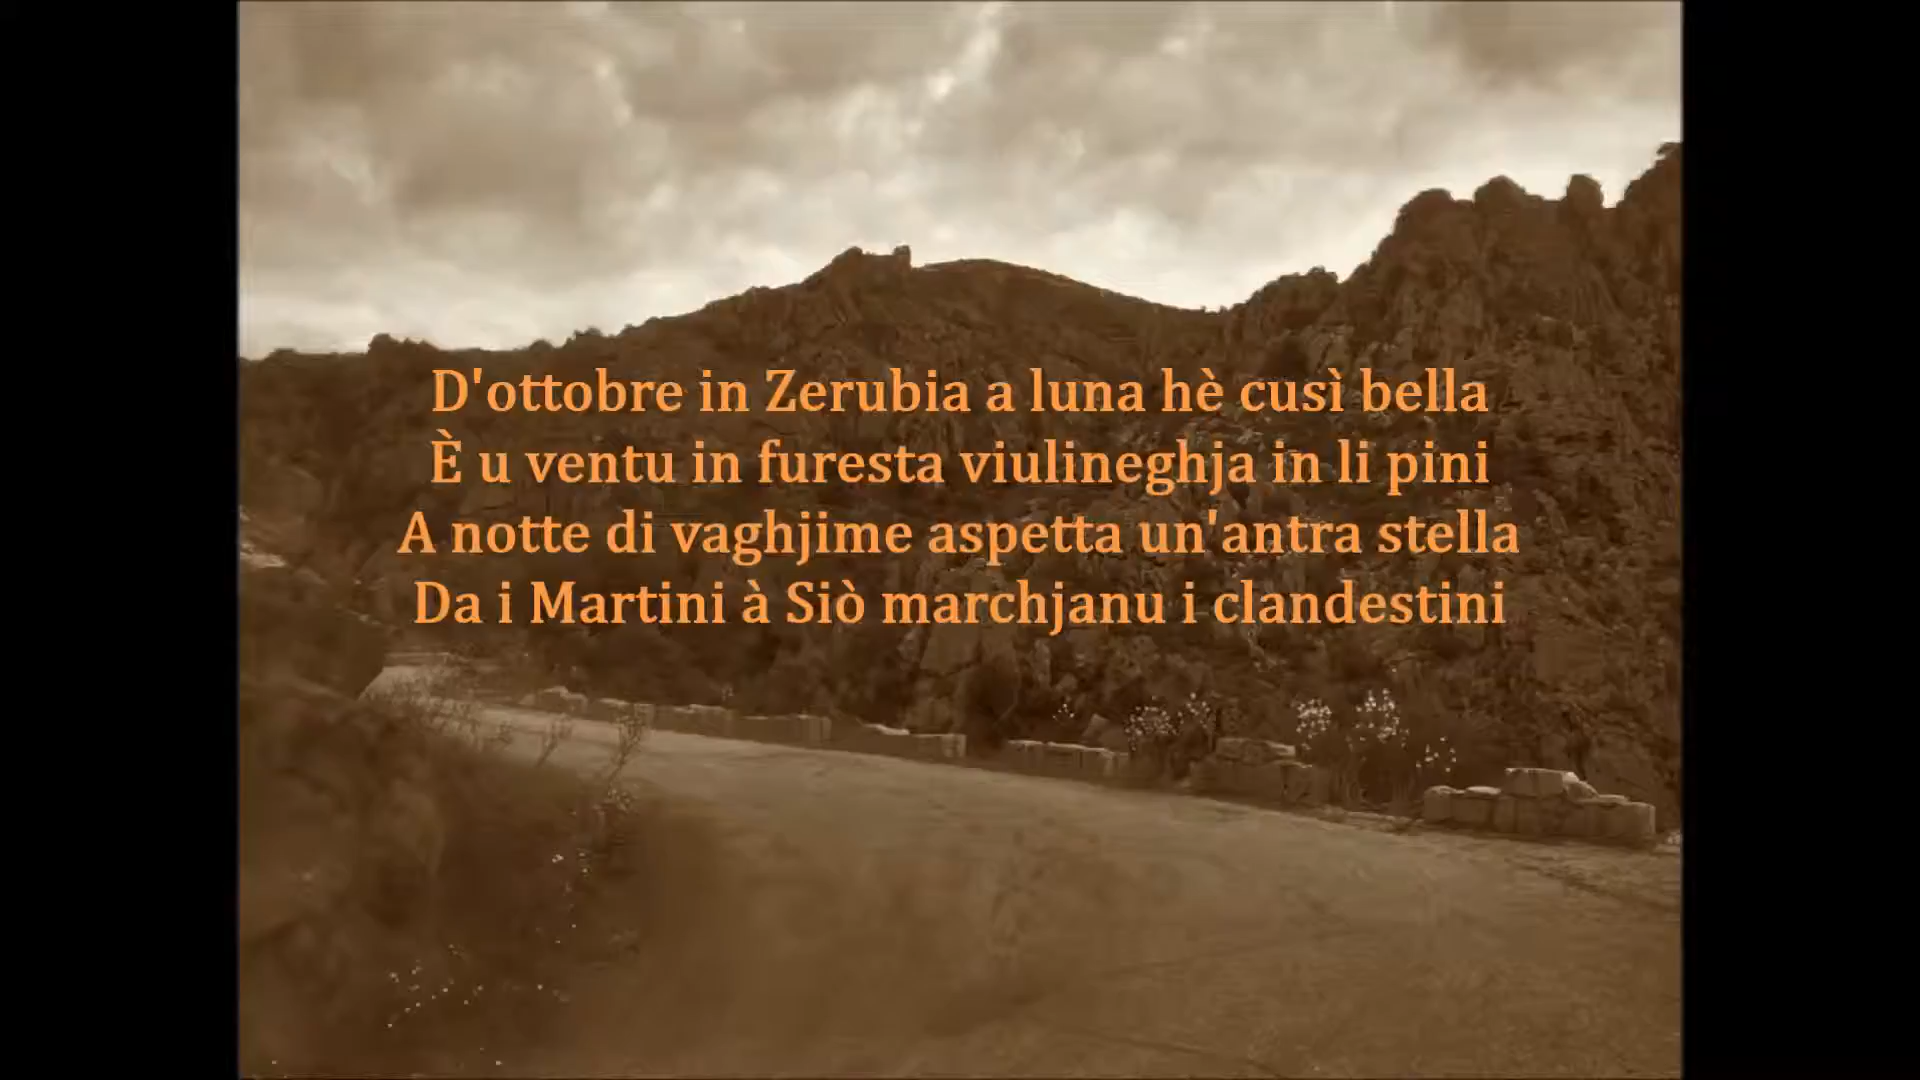 D'ottobre in Zerubia a luna hè cusì bella
È u ventu in furesta viulineghja in li pini
A notte di vaghjime aspetta un'antra stella
Da i Martini à Siò marchjanu i clandestini